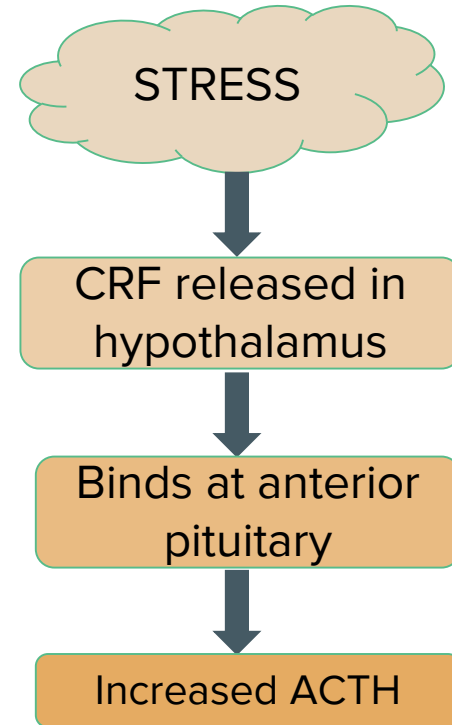 STRESS
CRF released in
hypothalamus
Binds at anterior
pituitary
Increased ACTH